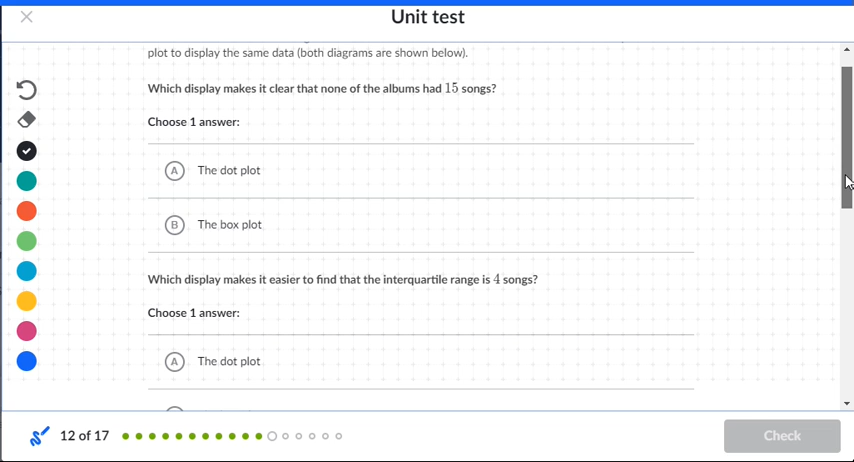 Unit test
plot to display the same data (both diagrams are shown below).
Which display makes it clear that none of the albums had 15 songs?
Choose 1 answer:
A The dot plot
B The box plot
Which display makes it easier to find that the interquartile range is 4 songs?
Choose 1 answer:
A The dot plot
12 of 17
Check